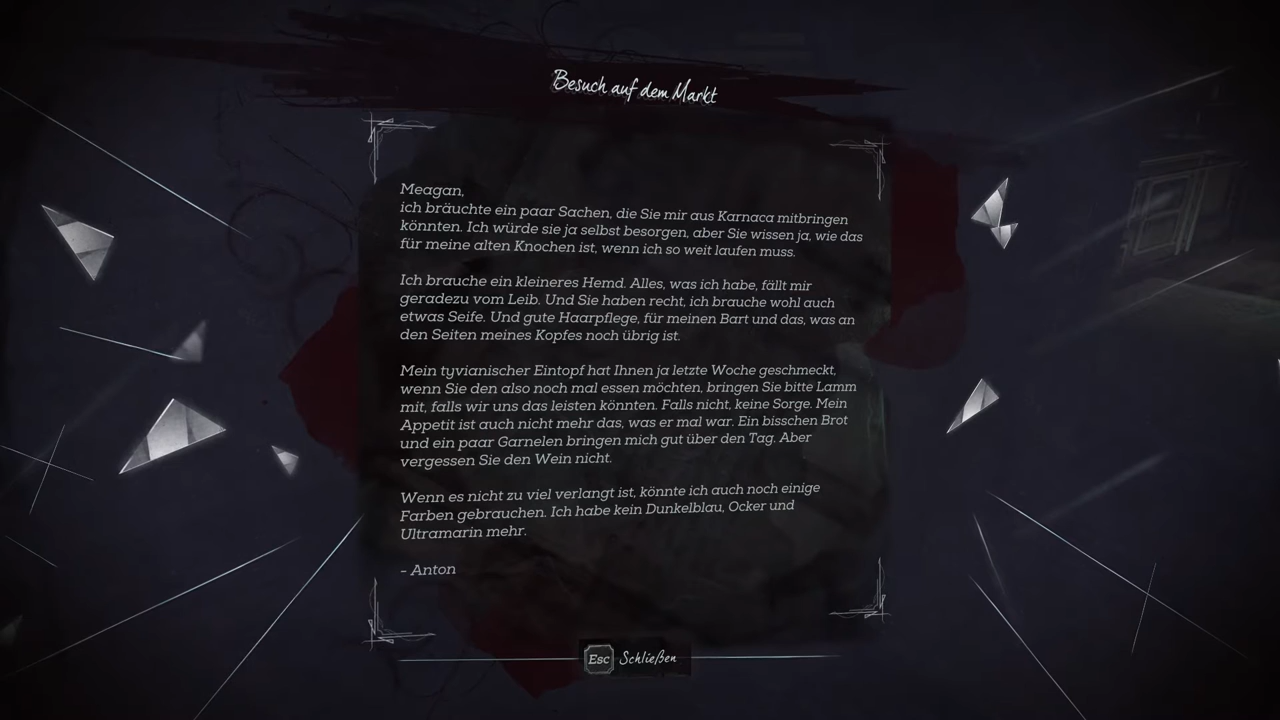 Besuch auf dem Markt
Meagan,
ich bräuchte ein paar Sachen, die Sie mir aus Karnaca mitbringen
könnten. Ich würde sie ja selbst besorgen, aber Sie wissen ja, wie das
für meine alten Knochen ist, wenn ich so weit laufen muss.
Ich brauche ein kleineres Hemd. Alles, was ich habe, fällt mir
geradezu vom Leib. Und Sie haben recht, ich brauche wohl auch
etwas Seife. Und gute Haarpflege, für meinen Bart und das, was an
den Seiten meines Kopfes noch übrig ist.
Mein tyvianischer Eintopf hat Ihnen ja letzte Woche geschmeckt,
wenn Sie den also noch mal essen möchten, bringen Sie bitte Lamm
mit, falls wir uns das leisten könnten. Falls nicht, keine Sorge. Mein
Appetit ist auch nicht mehr das, was er mal war. Ein bisschen Brot
und ein paar Garnelen bringen mich gut über den Tag. Aber
vergessen Sie den Wein nicht.
Wenn es nicht zu viel verlangt ist, könnte ich auch noch einige
Farben gebrauchen. Ich habe kein Dunkelblau, Ocker und
Ultramarin mehr.
- Anton
Esc Schließen